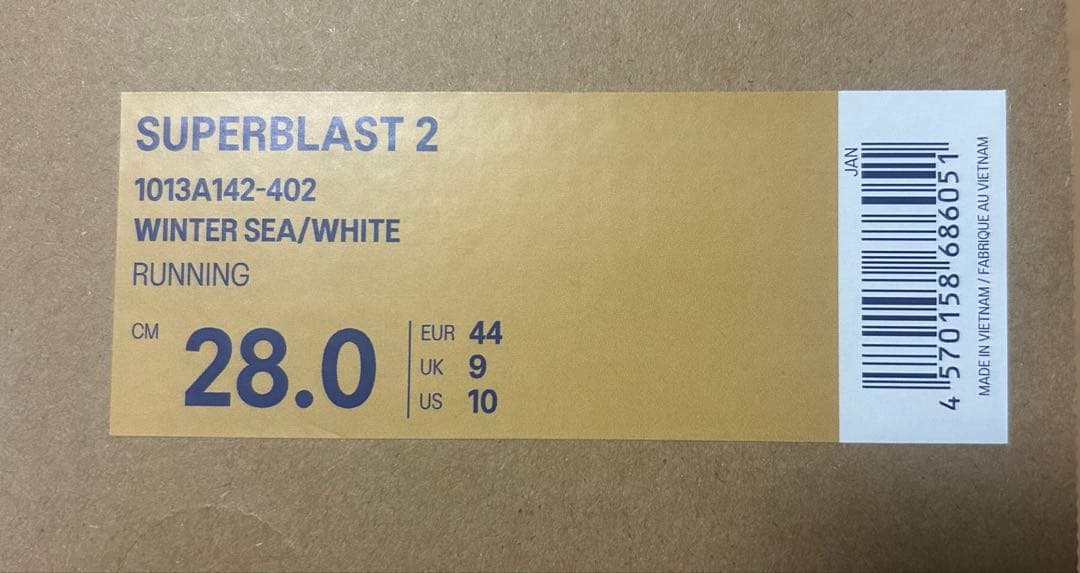 SUPERBLAST 2
1013A142-402
WINTER SEA/WHITE
RUNNING
CM 28.0
EUR 44
UK 9
US 10
JAN
4 570158 686051
MADE IN VIETNAM / FABRIQUE AU VIETNAM